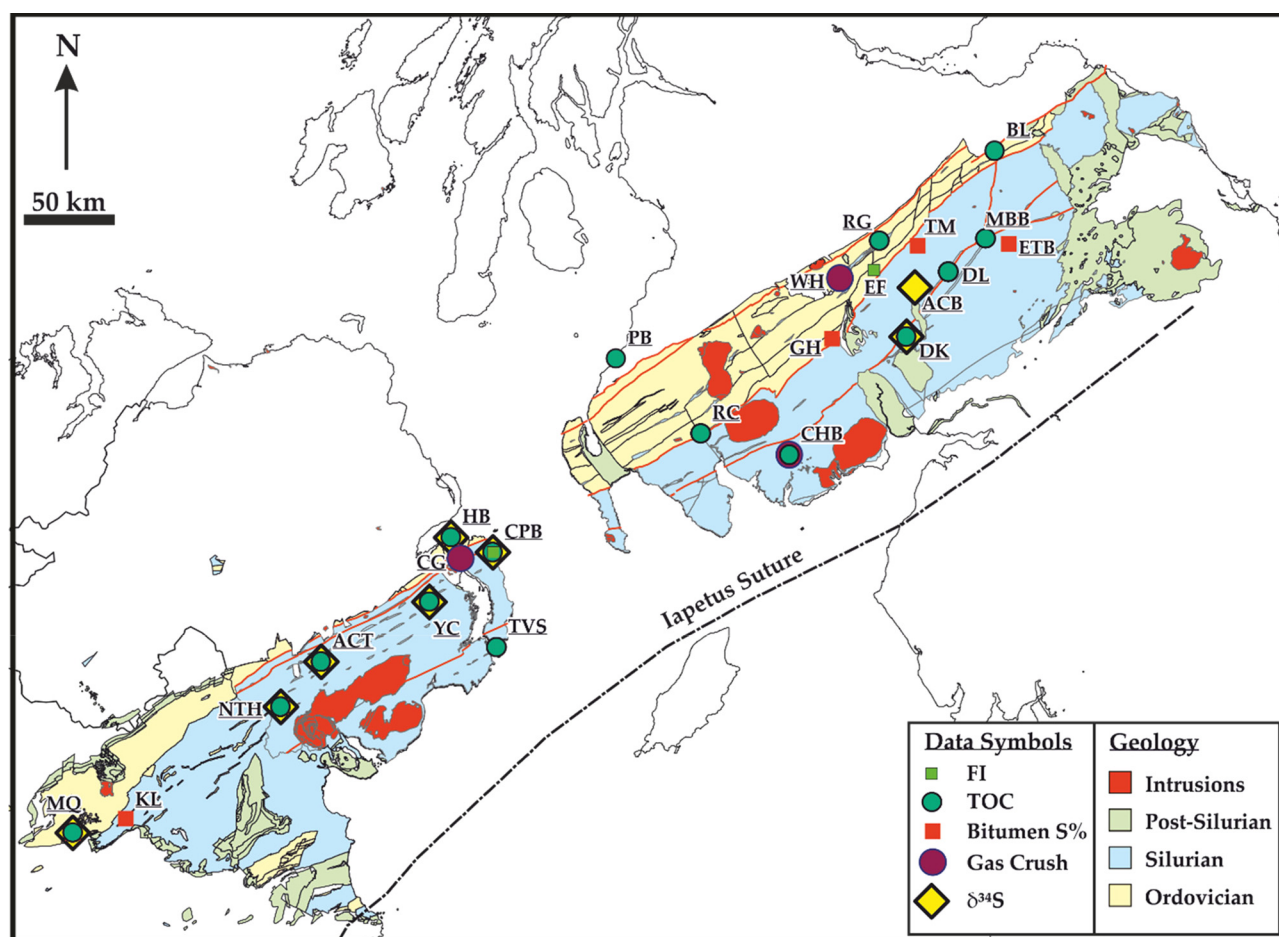 N
50 km
BL
RG
TM
MBB
ETB
WH
EF
DL
ACB
PB
GH
DK
RC
CHB
HB
CPB
CG
Iapetus Suture
YC
TVS
ACT
NTH
MQ
KL
Data Symbols
FI
TOC
Bitumen S%
Gas Crush
δ³⁴S
Geology
Intrusions
Post-Silurian
Silurian
Ordovician